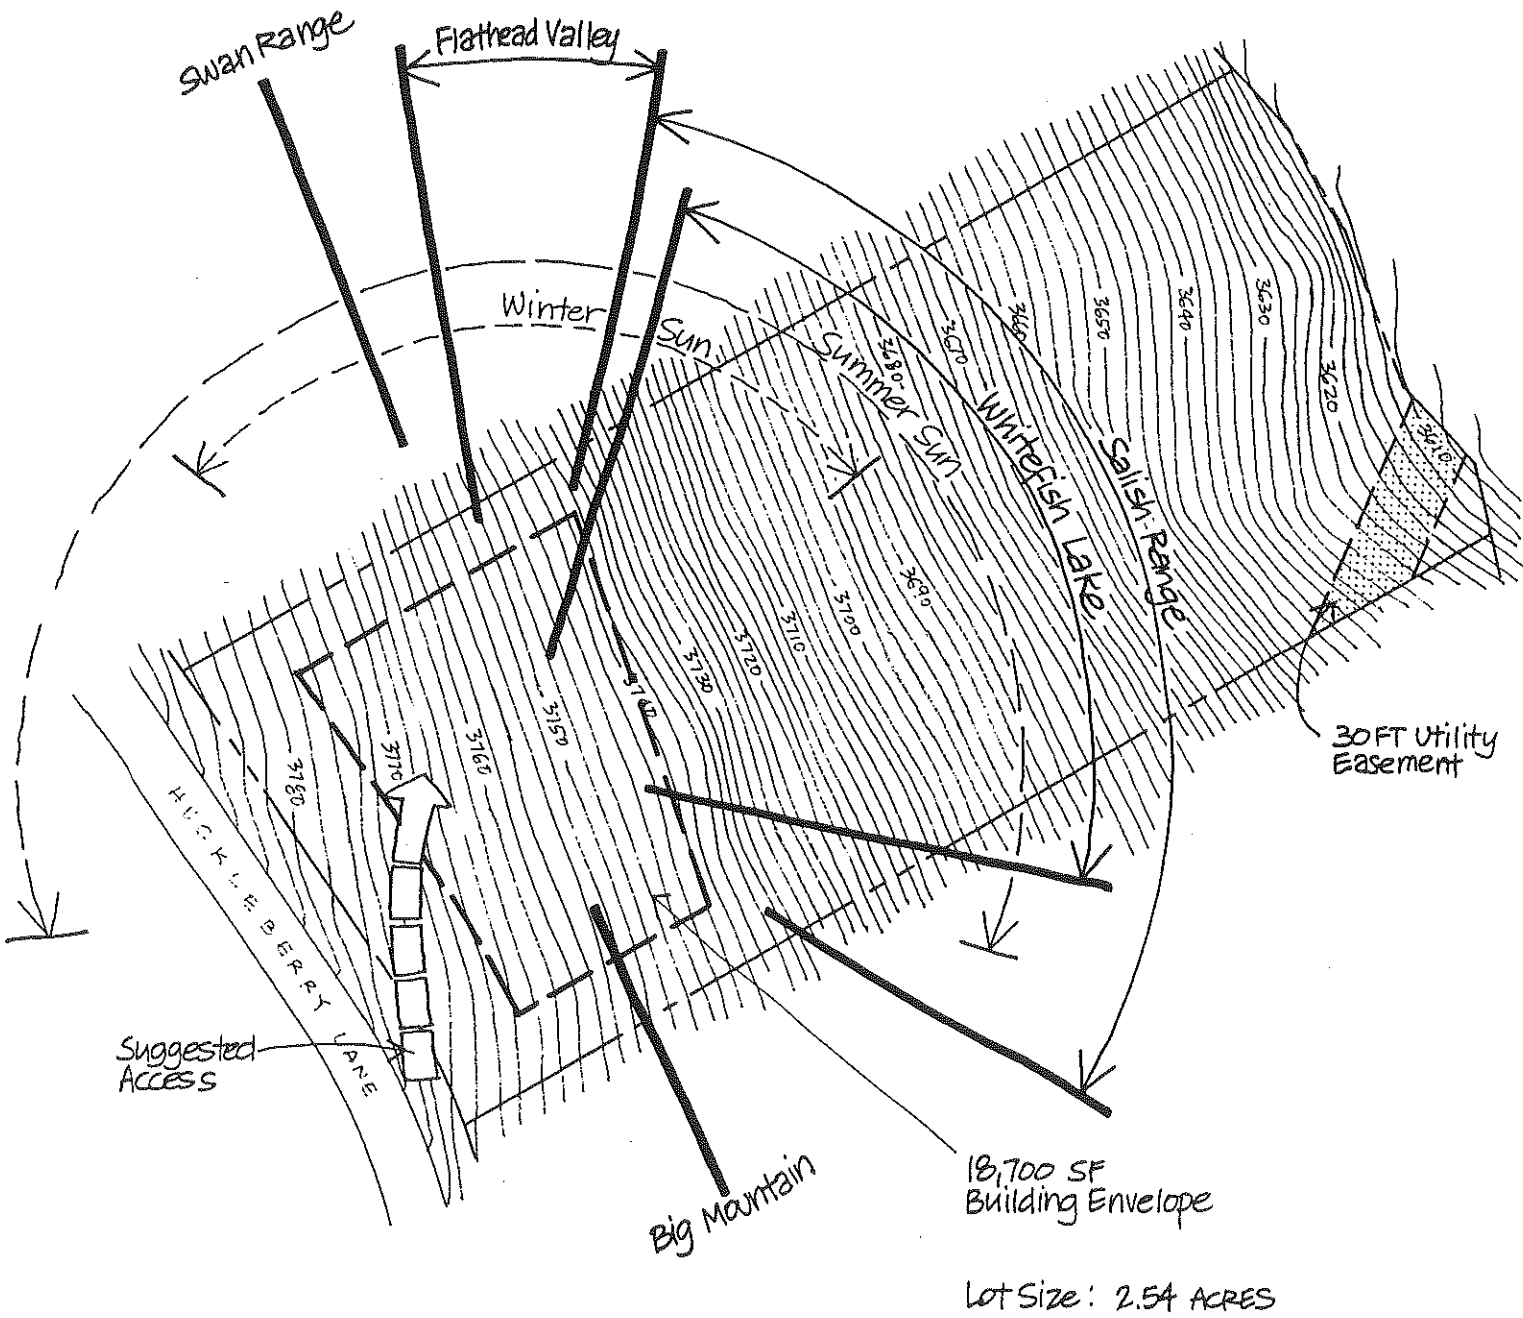 Swan Range
Flathead Valley
Winter Sun
Summer Sun
Whitefish Lake
Salish Range
3610
3620
3630
3640
3650
3660
3670
3680
3690
3700
3710
3720
3730
3740
3750
3760
3770
3780
HUCKLEBERRY LANE
30 FT Utility
Easement
Suggested
Access
Big Mountain
18,700 SF
Building Envelope
Lot Size: 2.54 ACRES